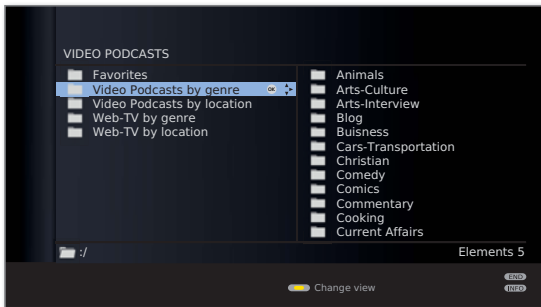 VIDEO PODCASTS
Favorites
Video Podcasts by genre OK
Video Podcasts by location
Web-TV by genre
Web-TV by location
Animals
Arts-Culture
Arts-Interview
Blog
Buisness
Cars-Transportation
Christian
Comedy
Comics
Commentary
Cooking
Current Affairs
:/
Elements 5
Change view
END
INFO